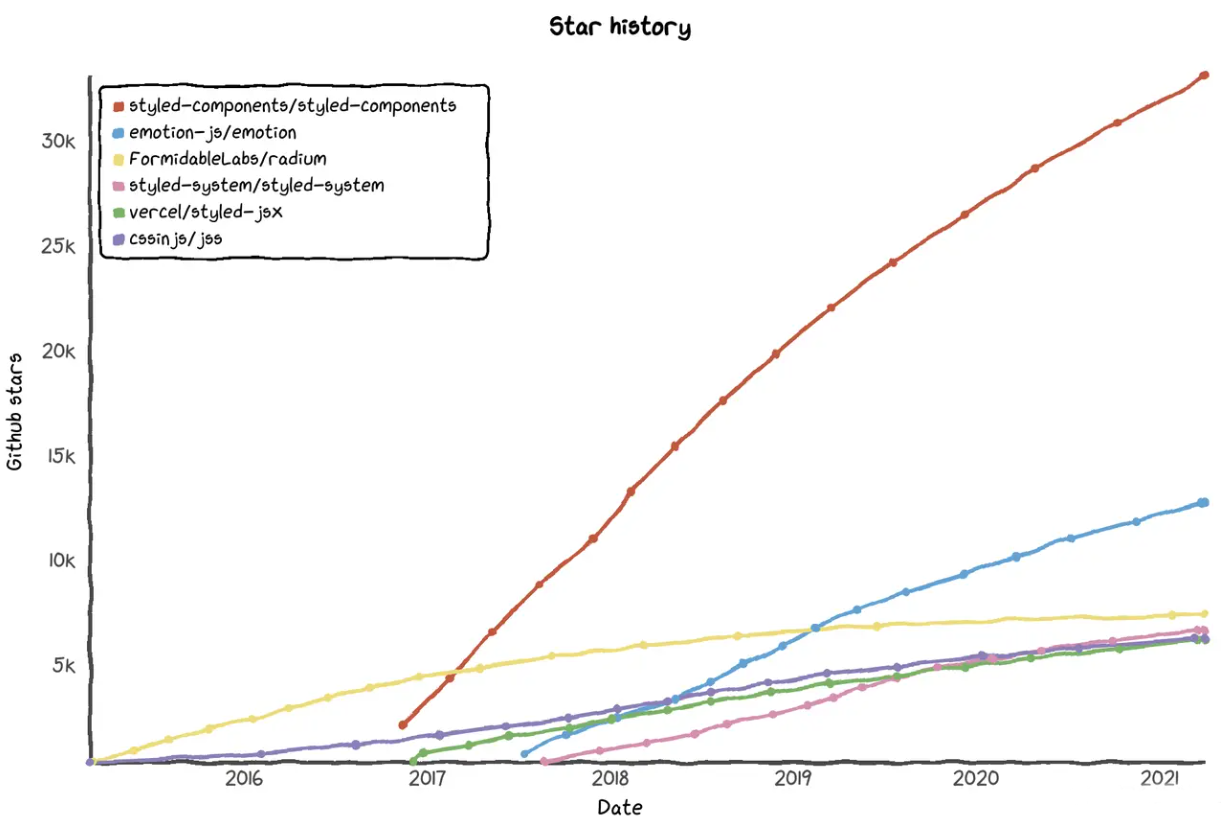 Star history
styled-components/styled-components
emotion-js/emotion
FormidableLabs/radium
styled-system/styled-system
vercel/styled-jsx
cssinjs/jss
30k
25k
20k
15k
10k
5k
Github stars
2016 2017 2018 2019 2020 2021
Date